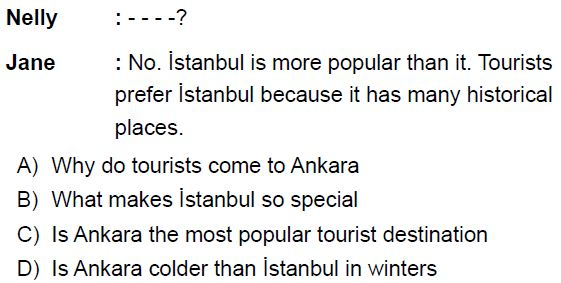 Nelly : - - - -?
Jane : No. İstanbul is more popular than it. Tourists
prefer İstanbul because it has many historical
places.
A) Why do tourists come to Ankara
B) What makes İstanbul so special
C) Is Ankara the most popular tourist destination
D) Is Ankara colder than İstanbul in winters